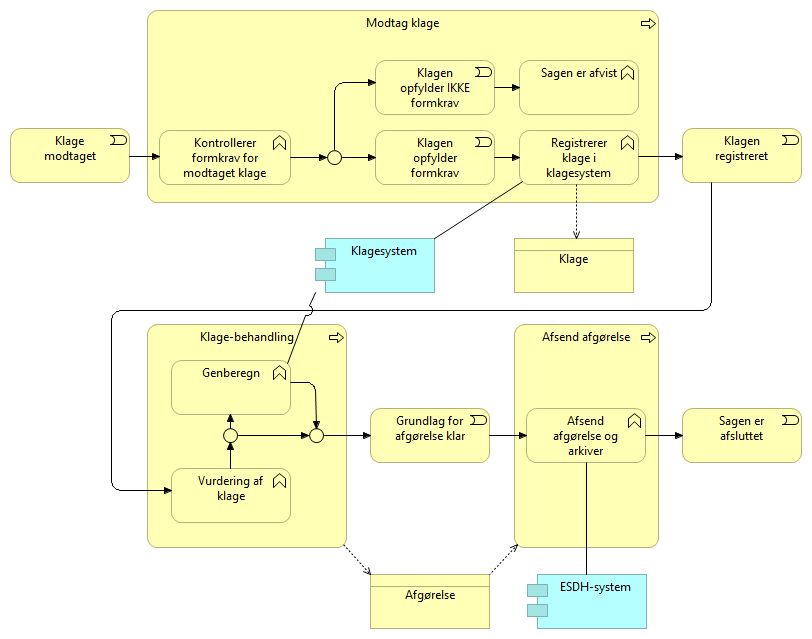 Modtag klage
Klagen
opfylder IKKE
formkrav
Sagen er afvist
Klage
modtaget
Kontrollerer
formkrav for
modtaget klage
Klagen
opfylder
formkrav
Registrerer
klage i
klagesystem
Klagen
registreret
Klagesystem
Klage
Klage-behandling
Afsend afgørelse
Genberegn
Grundlag for
afgørelse klar
Afsend
afgørelse og
arkiver
Sagen er
afsluttet
Vurdering af
klage
Afgørelse
ESDH-system